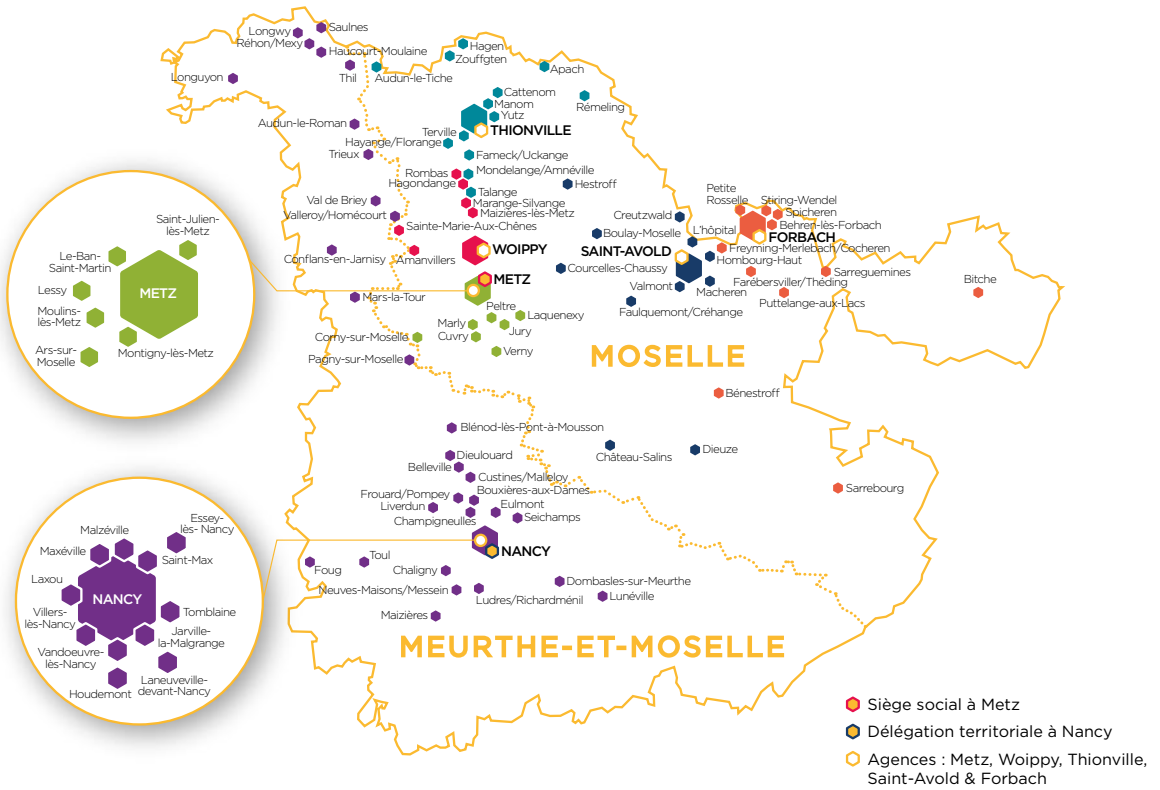 Saulnes
Longwy
Réhon/Mexy
Haucourt-Moulaine
Hagen
Zouffgten
Longuyon
Thil
Audun-le-Tiche
Apach
Cattenom
Manom
Yutz
Rémeling
Audun-le-Roman
Terville
THIONVILLE
Hayange/Florange
Trieux
Fameck/Uckange
Rombas
Mondelange/Amnéville
Hagondange
Hestroff
Talange
Val de Briey
Marange-Silvange
Valleroy/Homécourt
Maizières-lès-Metz
Sainte-Marie-Aux-Chênes
Petite
Rosselle
Stiring-Wendel
Spicheren
Behren-lès-Forbach
FORBACH
Creutzwald
Boulay-Moselle
L'hôpital
Freyming-Merlebach/Cocheren
SAINT-AVOLD
Hombourg-Haut
WOIPPY
Conflans-en-Jarnisy
Amanvillers
Courcelles-Chaussy
Farébersviller/Théding
Sarreguemines
Bitche
METZ
Valmont
Macheren
Puttelange-aux-Lacs
Mars-la-Tour
Faulquemont/Créhange
Peltre
Laquenexy
Marly
Jury
Corny-sur-Moselle
Cuvry
Verny
Pagny-sur-Moselle
MOSELLE
Saint-Julien-
lès-Metz
Le-Ban-
Saint-Martin
Lessy
METZ
Moulins-
lès-Metz
Montigny-lès-Metz
Ars-sur-
Moselle
Bénestroff
Blénod-lès-Pont-à-Mousson
Château-Salins
Dieuze
Dieulouard
Belleville
Custines/Malleloy
Sarrebourg
Frouard/Pompey
Bouxières-aux-Dames
Liverdun
Eulmont
Champigneulles
Seichamps
NANCY
Toul
Foug
Chaligny
Dombasles-sur-Meurthe
Neuves-Maisons/Messein
Ludres/Richardménil
Lunéville
Maizières
MEURTHE-ET-MOSELLE
Essey-
lès- Nancy
Malzéville
Maxéville
Saint-Max
Laxou
NANCY
Villers-
lès-Nancy
Tomblaine
Jarville-
la-Malgrange
Vandoeuvre-
lès-Nancy
Laneuveville-
devant-Nancy
Houdemont
Siège social à Metz
Délégation territoriale à Nancy
Agences : Metz, Woippy, Thionville,
Saint-Avold & Forbach